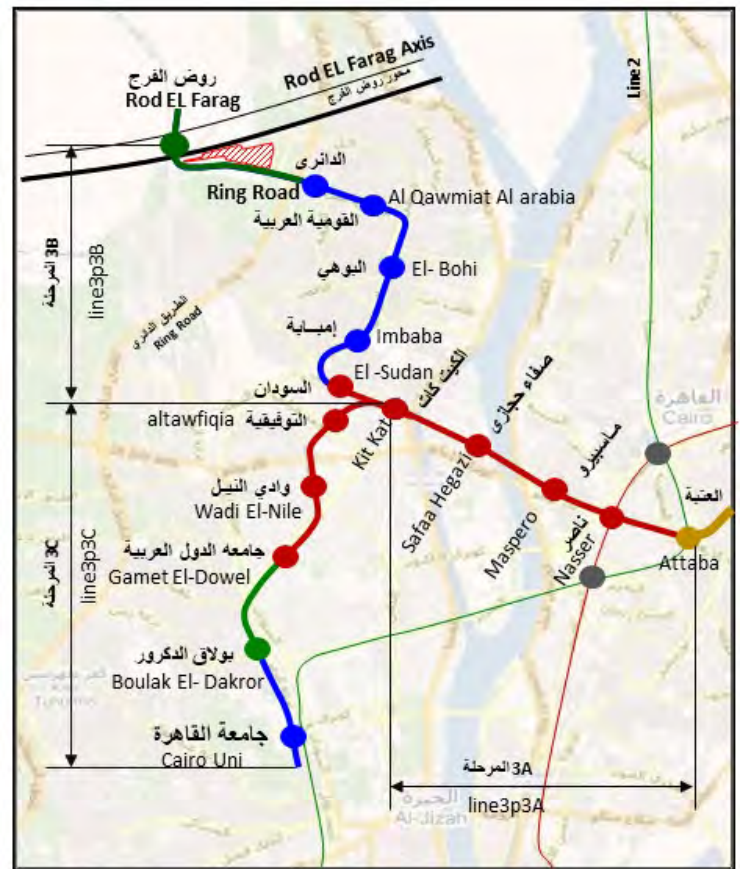 Rod EL Farag Axis
محور روض الفرج
روض الفرج
Rod EL Farag
Line2
الدائرى
Ring Road
Al Qawmiat Al arabia
القومية العربية
البوهي
El- Bohi
المرحلة 3B
line3p3B
الطريق الدائري
Ring Road
إمبابة
Imbaba
El -Sudan
السودان
الكيت كات
Kit Kat
صفاء حجازى
Safaa Hegazi
القاهرة
Cairo
altawfiqia
التوفيقية
ماسبيرو
Maspero
ناصر
Nasser
العتبة
Attaba
وادي النيل
Wadi El-Nile
جامعه الدول العربية
Gamet El-Dowel
المرحلة 3C
line3p3C
بولاق الدكرور
Boulak El- Dakror
جامعة القاهرة
Cairo Uni
المرحلة 3A
line3p3A
الجيزة
Al-Jizah